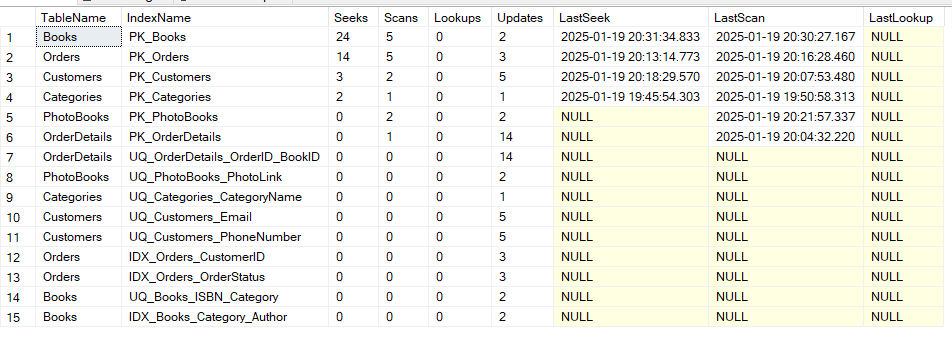 TableName IndexName Seeks Scans Lookups Updates LastSeek LastScan LastLookup
1 Books PK_Books 24 5 0 2 2025-01-19 20:31:34.833 2025-01-19 20:30:27.167 NULL
2 Orders PK_Orders 14 5 0 3 2025-01-19 20:13:14.773 2025-01-19 20:16:28.460 NULL
3 Customers PK_Customers 3 2 0 5 2025-01-19 20:18:29.570 2025-01-19 20:07:53.480 NULL
4 Categories PK_Categories 2 1 0 1 2025-01-19 19:45:54.303 2025-01-19 19:50:58.313 NULL
5 PhotoBooks PK_PhotoBooks 0 2 0 2 NULL 2025-01-19 20:21:57.337 NULL
6 OrderDetails PK_OrderDetails 0 1 0 14 NULL 2025-01-19 20:04:32.220 NULL
7 OrderDetails UQ_OrderDetails_OrderID_BookID 0 0 0 14 NULL NULL NULL
8 PhotoBooks UQ_PhotoBooks_PhotoLink 0 0 0 2 NULL NULL NULL
9 Categories UQ_Categories_CategoryName 0 0 0 1 NULL NULL NULL
10 Customers UQ_Customers_Email 0 0 0 5 NULL NULL NULL
11 Customers UQ_Customers_PhoneNumber 0 0 0 5 NULL NULL NULL
12 Orders IDX_Orders_CustomerID 0 0 0 3 NULL NULL NULL
13 Orders IDX_Orders_OrderStatus 0 0 0 3 NULL NULL NULL
14 Books UQ_Books_ISBN_Category 0 0 0 2 NULL NULL NULL
15 Books IDX_Books_Category_Author 0 0 0 2 NULL NULL NULL